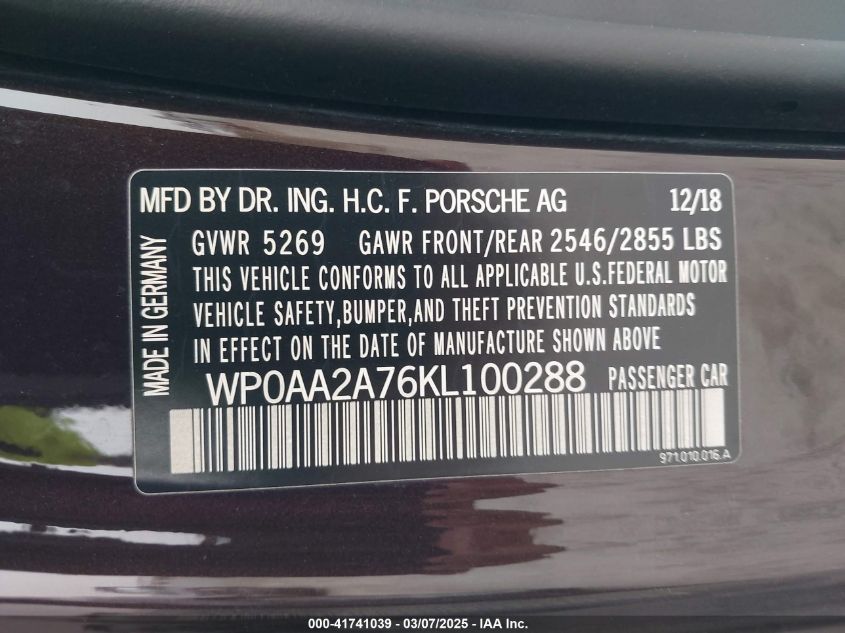 MFD BY DR. ING. H.C. F. PORSCHE AG 12/18
GVWR 5269 GAWR FRONT/REAR 2546/2855 LBS
THIS VEHICLE CONFORMS TO ALL APPLICABLE U.S.FEDERAL MOTOR
VEHICLE SAFETY,BUMPER,AND THEFT PREVENTION STANDARDS
IN EFFECT ON THE DATE OF MANUFACTURE SHOWN ABOVE
MADE IN GERMANY
WP0AA2A76KL100288 PASSENGER CAR
971.010.016.A
000-41741039 - 03/07/2025 - IAA Inc.